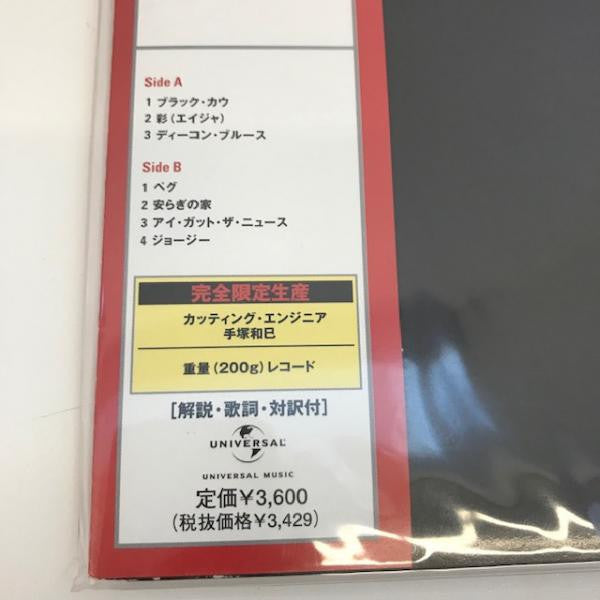 Side A
1 ブラック・カウ
2 彩(エイジャ)
3 ディーコン・ブルース
Side B
1 ペグ
2 安らぎの家
3 アイ・ガット・ザ・ニュース
4 ジョージー
完全限定生産
カッティング・エンジニア
手塚和巳
重量(200g)レコード
[解説・歌詞・対訳付]
UNIVERSAL
UNIVERSAL MUSIC
定価¥3,600
(税抜価格¥3,429)